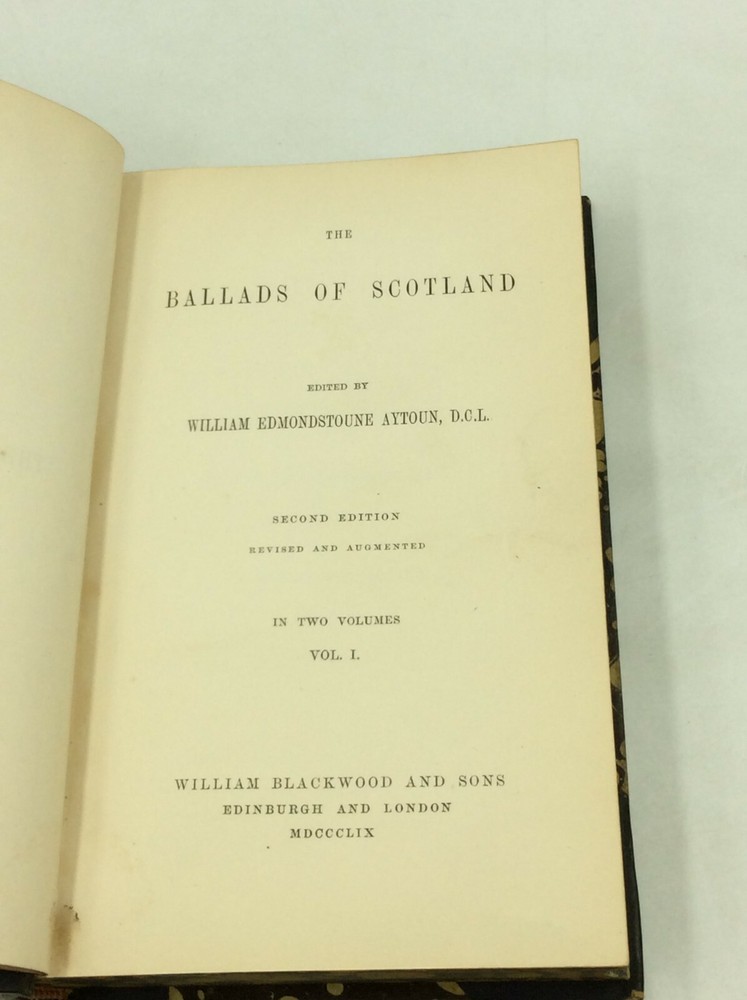 THE
BALLADS OF SCOTLAND
EDITED BY
WILLIAM EDMONDSTOUNE AYTOUN, D.C.L.
SECOND EDITION
REVISED AND AUGMENTED
IN TWO VOLUMES
VOL. I.
WILLIAM BLACKWOOD AND SONS
EDINBURGH AND LONDON
MDCCCLIX